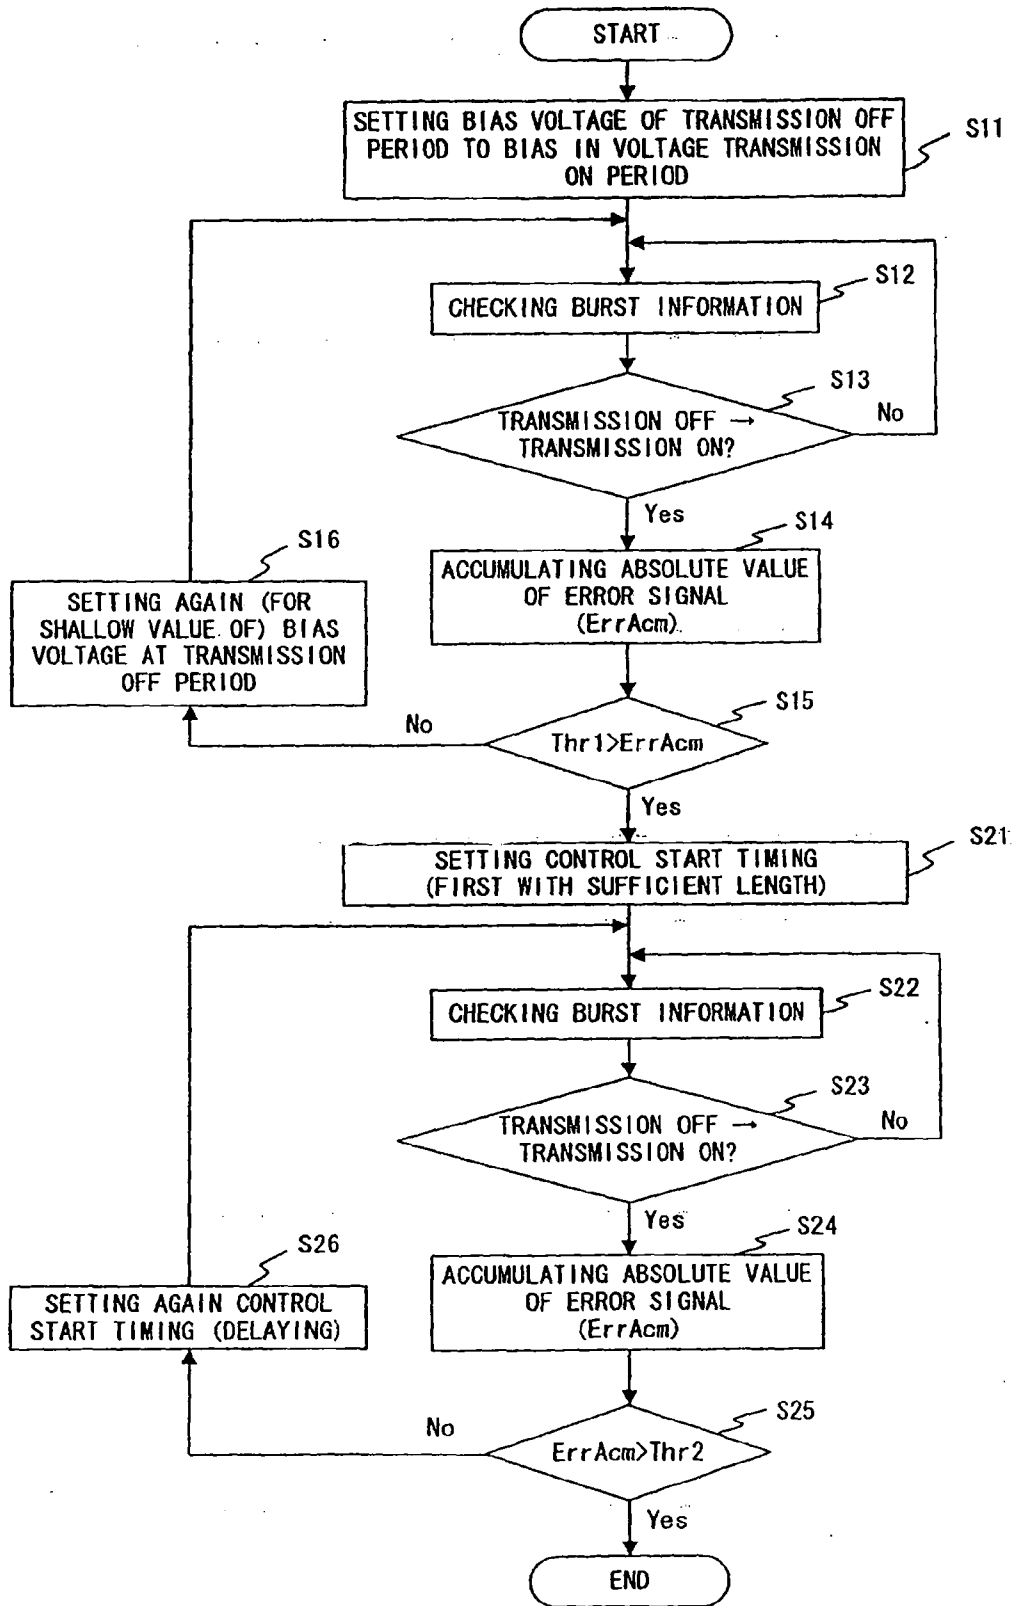 START
SETTING BIAS VOLTAGE OF TRANSMISSION OFF
PERIOD TO BIAS IN VOLTAGE TRANSMISSION
ON PERIOD
S11
CHECKING BURST INFORMATION
S12
TRANSMISSION OFF →
TRANSMISSION ON?
S13
No
Yes
ACCUMULATING ABSOLUTE VALUE
OF ERROR SIGNAL
(ErrAcm)
S14
SETTING AGAIN (FOR
SHALLOW VALUE OF) BIAS
VOLTAGE AT TRANSMISSION
OFF PERIOD
S16
Thr1>ErrAcm
S15
No
Yes
SETTING CONTROL START TIMING
(FIRST WITH SUFFICIENT LENGTH)
S21
CHECKING BURST INFORMATION
S22
TRANSMISSION OFF →
TRANSMISSION ON?
S23
No
Yes
ACCUMULATING ABSOLUTE VALUE
OF ERROR SIGNAL
(ErrAcm)
S24
SETTING AGAIN CONTROL
START TIMING (DELAYING)
S26
ErrAcm>Thr2
S25
No
Yes
END